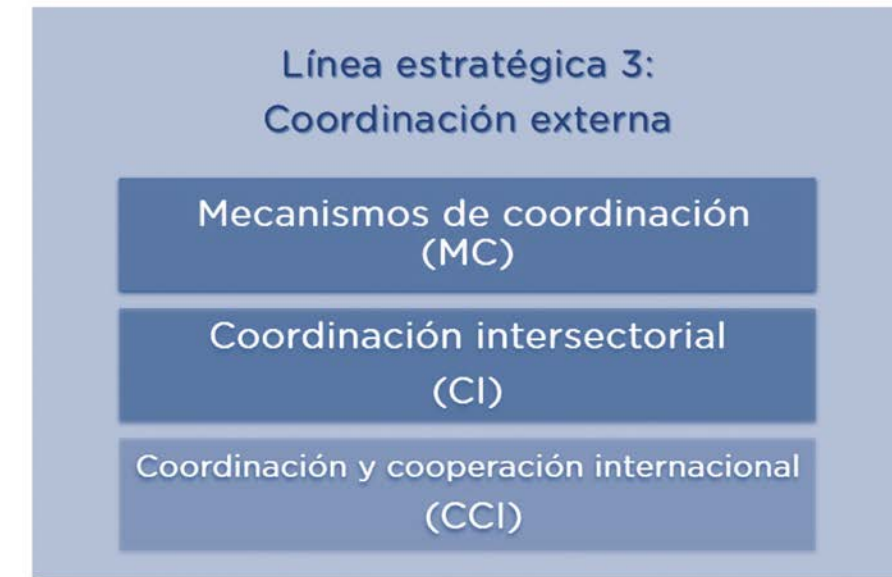 Línea estratégica 3:
Coordinación externa
Mecanismos de coordinación
(MC)
Coordinación intersectorial
(CI)
Coordinación y cooperación internacional
(CCI)